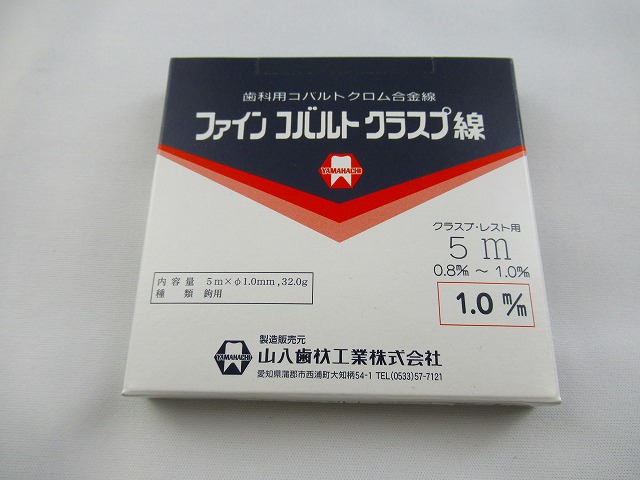 歯科用コバルトクロム合金線
ファイン コバルト クラスプ線
YAMAHACHI
クラスプ・レスト用
5m
0.8㎜ ～ 1.0㎜
1.0 m/m
内容量 5m×φ1.0mm,32.0g
種類 鉤用
製造販売元
YAMAHACHI 山八歯材工業株式会社
愛知県蒲郡市西浦町大知柄54-1 TEL(0533)57-7121